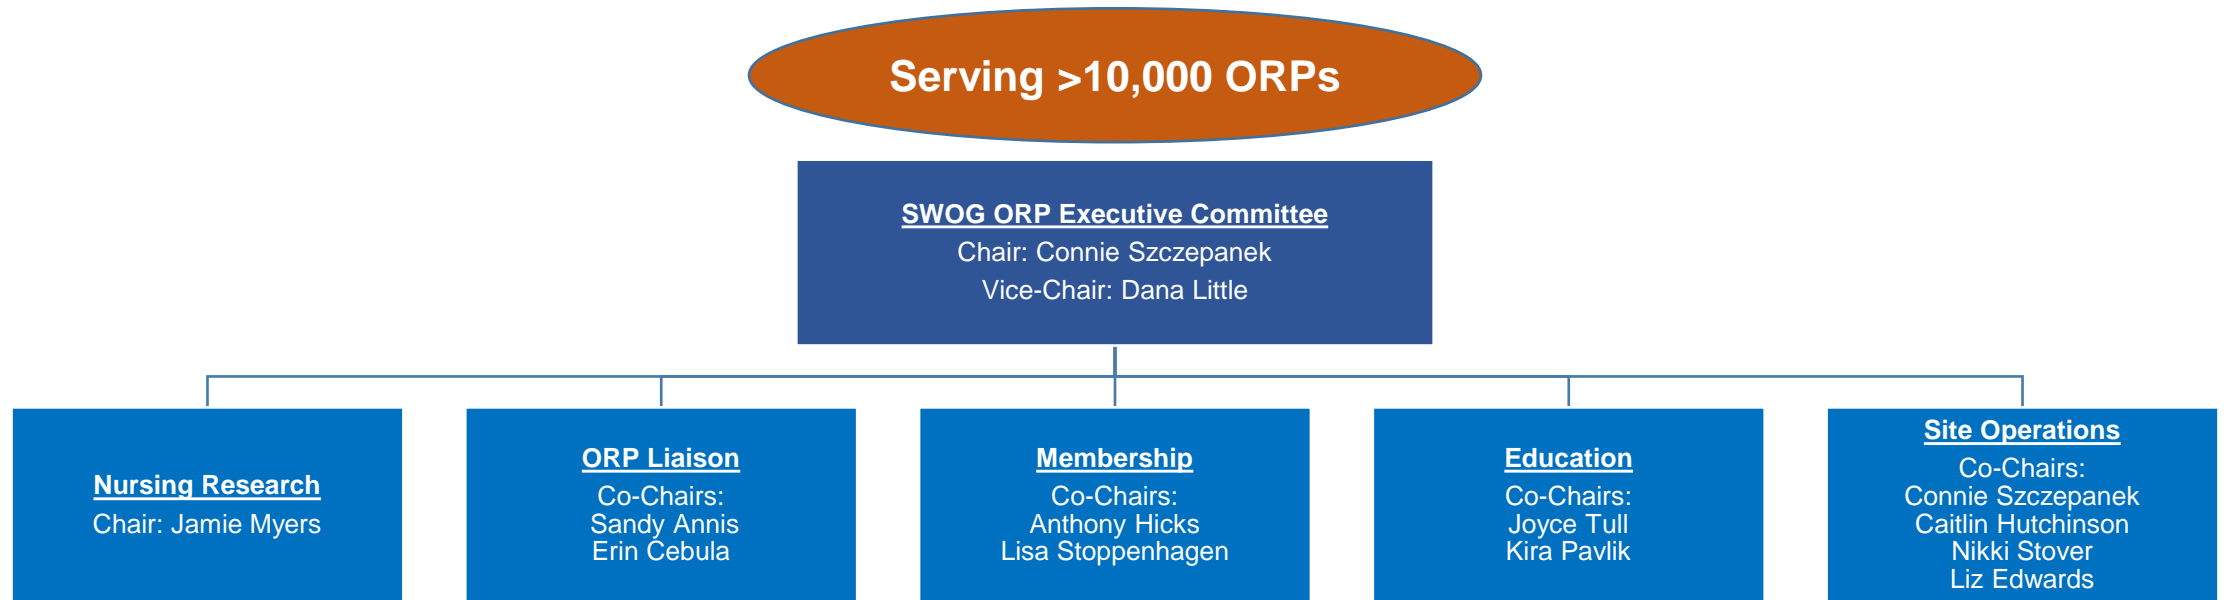 Serving >10,000 ORPs
SWOG ORP Executive Committee
Chair: Connie Szczepanek
Vice-Chair: Dana Little
Nursing Research
Chair: Jamie Myers
ORP Liaison
Co-Chairs:
Sandy Annis
Erin Cebula
Membership
Co-Chairs:
Anthony Hicks
Lisa Stoppenhagen
Education
Co-Chairs:
Joyce Tull
Kira Pavlik
Site Operations
Co-Chairs:
Connie Szczepanek
Caitlin Hutchinson
Nikki Stover
Liz Edwards